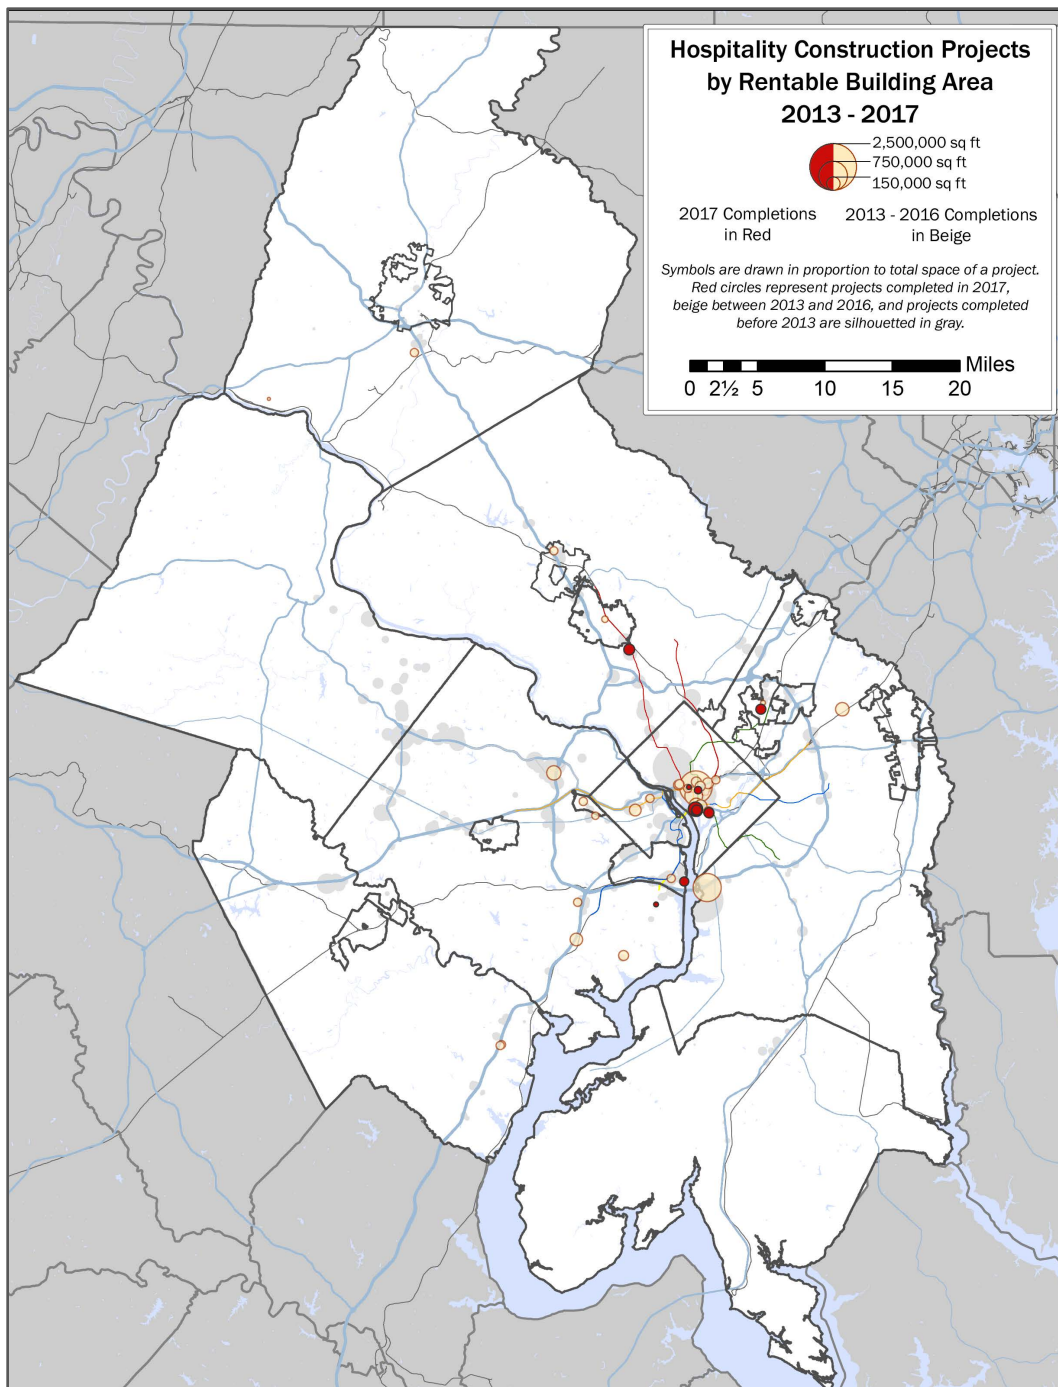 Hospitality Construction Projects
by Rentable Building Area
2013 - 2017
2,500,000 sq ft
750,000 sq ft
150,000 sq ft
2017 Completions
in Red
2013 - 2016 Completions
in Beige
Symbols are drawn in proportion to total space of a project.
Red circles represent projects completed in 2017,
beige between 2013 and 2016, and projects completed
before 2013 are silhouetted in gray.
Miles
0 2½ 5 10 15 20